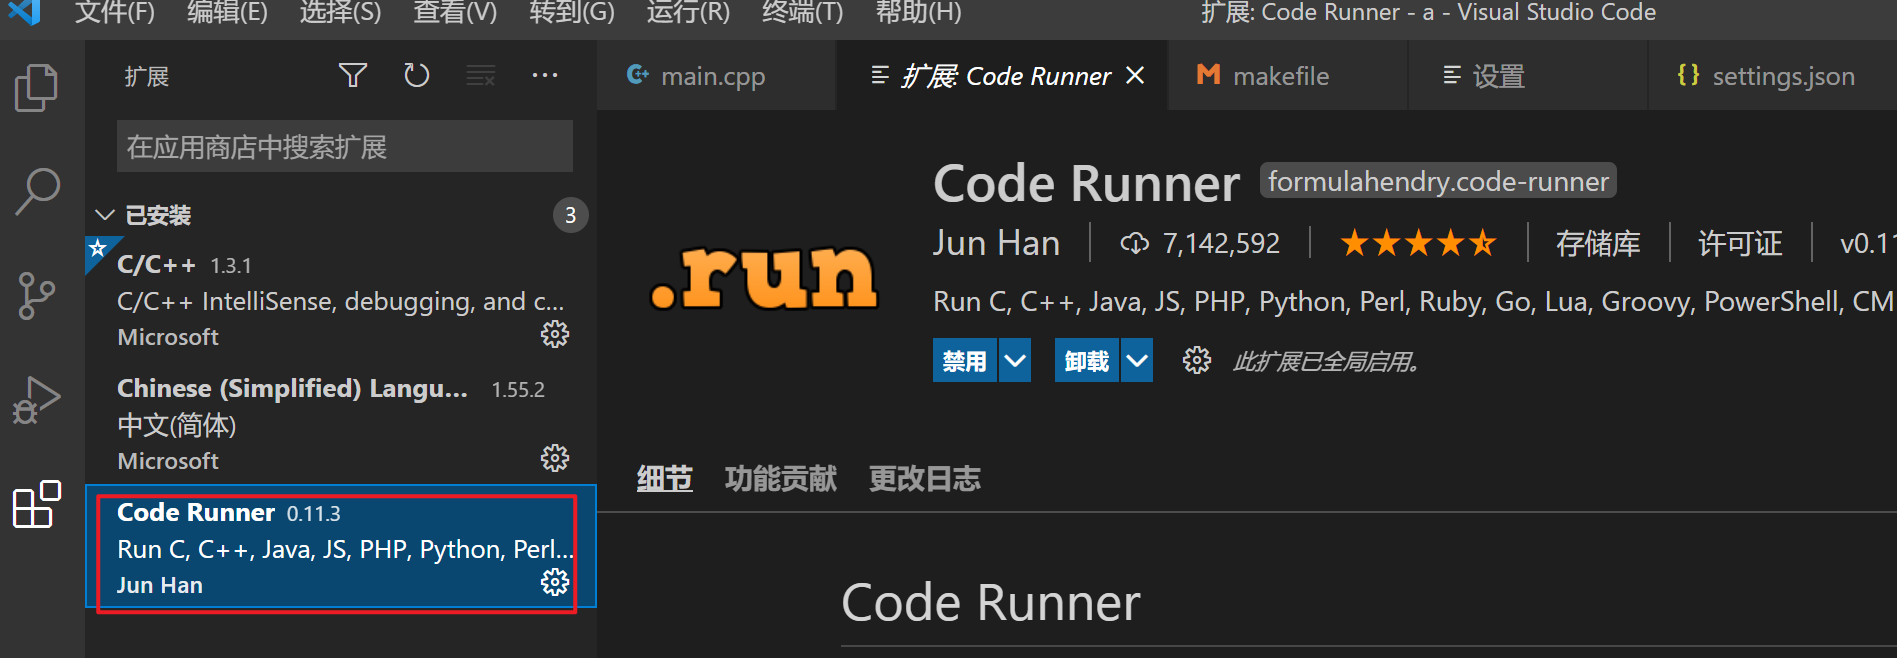 文件(F) 编辑(E) 选择(S) 查看(V) 转到(G) 运行(R) 终端(T) 帮助(H) 扩展: Code Runner - a - Visual Studio Code
扩展
main.cpp
扩展: Code Runner
makefile
设置
settings.json
在应用商店中搜索扩展
已安装 3
C/C++ 1.3.1
C/C++ IntelliSense, debugging, and c...
Microsoft
Chinese (Simplified) Langu... 1.55.2
中文(简体)
Microsoft
Code Runner 0.11.3
Run C, C++, Java, JS, PHP, Python, Perl...
Jun Han
.run
Code Runner formulahendry.code-runner
Jun Han 7,142,592 存储库 许可证 v0.11
Run C, C++, Java, JS, PHP, Python, Perl, Ruby, Go, Lua, Groovy, PowerShell, CM
禁用 卸载 此扩展已全局启用。
细节 功能贡献 更改日志
Code Runner